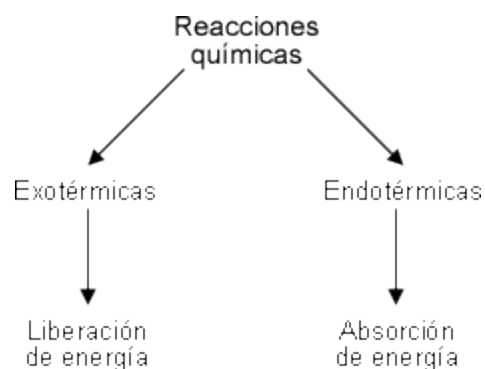 Reacciones
químicas
Exotérmicas
Endotérmicas
Liberación
de energía
Absorción
de energía